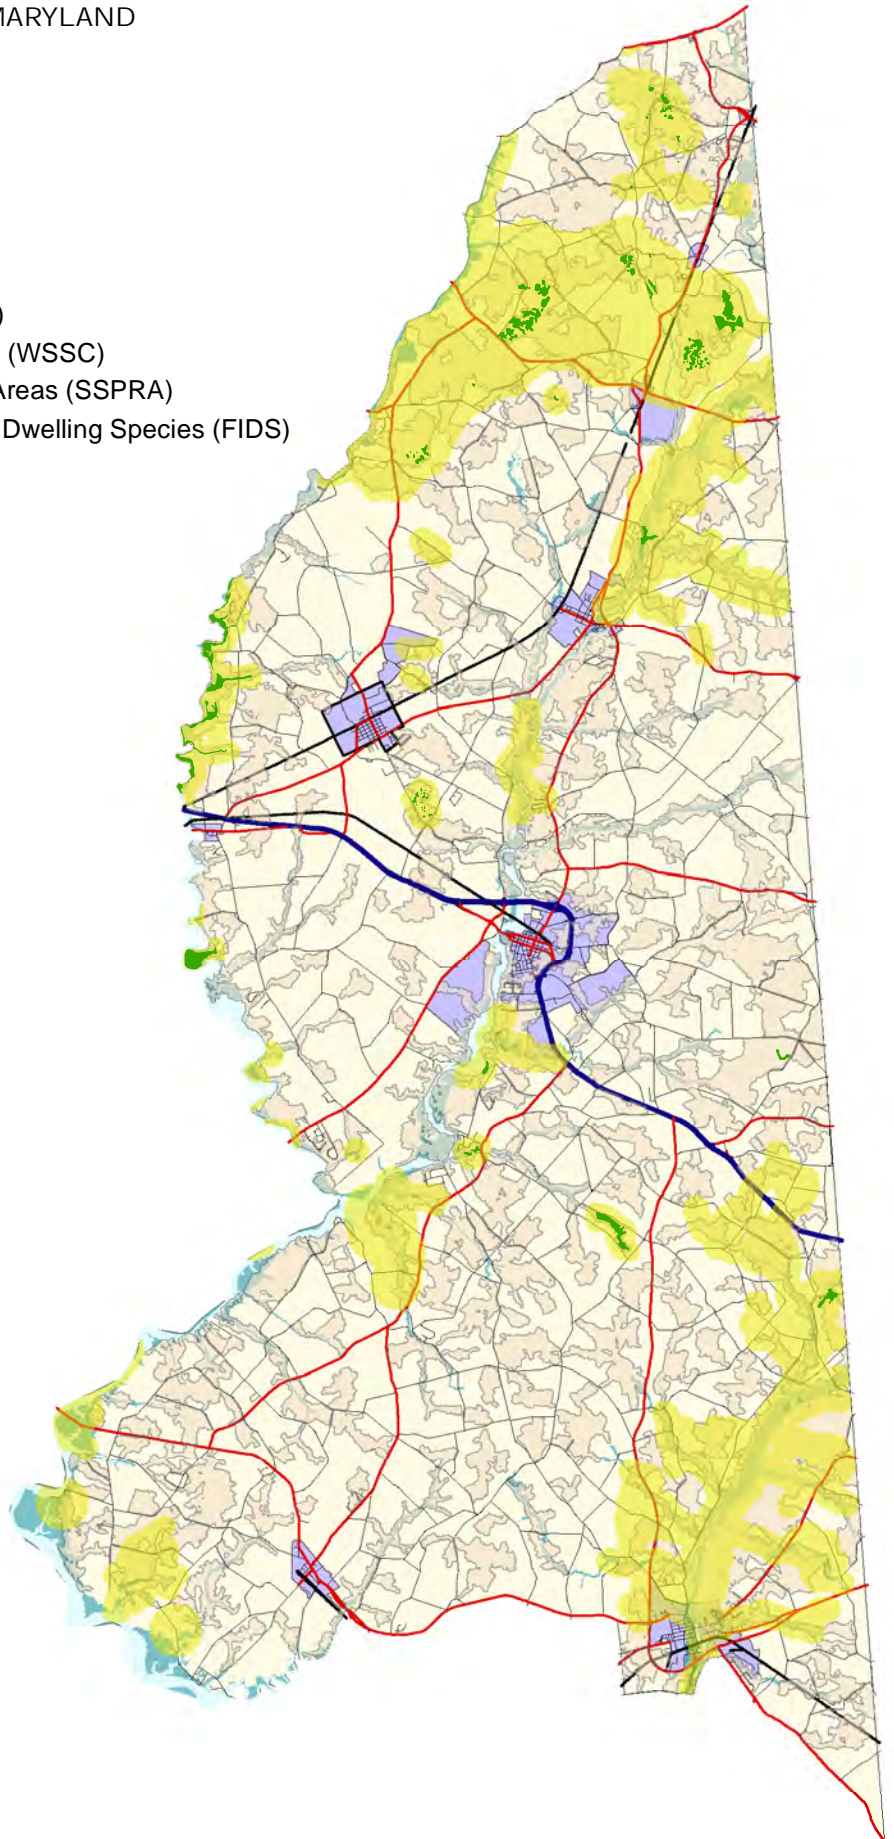 MARYLAND
)
(WSSC)
Areas (SSPRA)
Dwelling Species (FIDS)